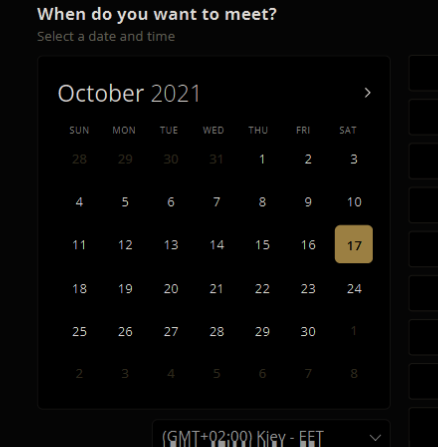 When do you want to meet?
Select a date and time
October 2021
SUN MON TUE WED THU FRI SAT
28 29 30 31 1 2 3
4 5 6 7 8 9 10
11 12 13 14 15 16 17
18 19 20 21 22 23 24
25 26 27 28 29 30 1
2 3 4 5 6 7 8
(GMT+02:00) Kiev - EET